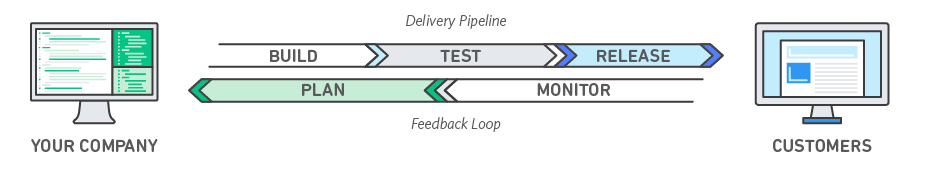 Delivery Pipeline
BUILD TEST RELEASE
PLAN MONITOR
Feedback Loop
YOUR COMPANY CUSTOMERS